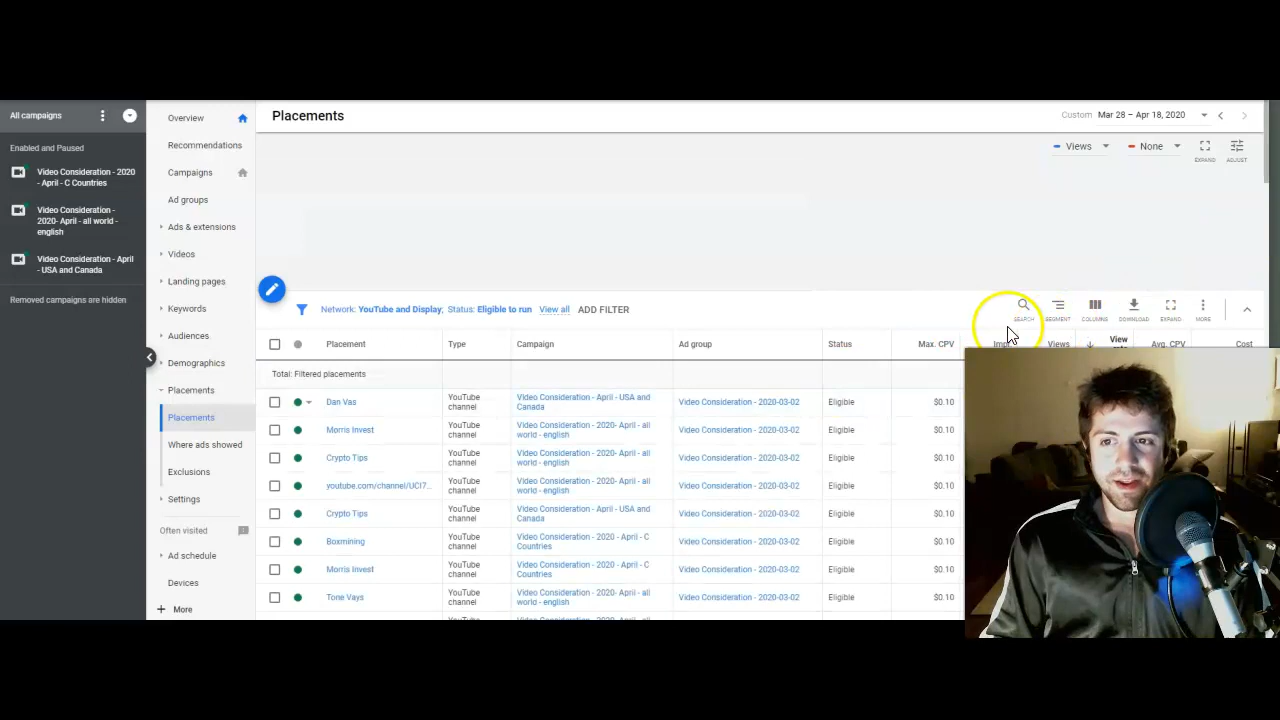 All campaigns
Enabled and Paused
Video Consideration - 2020
- April - C Countries
Video Consideration -
2020- April - all world -
english
Video Consideration - April
- USA and Canada
Removed campaigns are hidden
Overview
Recommendations
Campaigns
Ad groups
Ads & extensions
Videos
Landing pages
Keywords
Audiences
Demographics
Placements
Placements
Where ads showed
Exclusions
Settings
Often visited
Ad schedule
Devices
+ More
Placements
Custom Mar 28 – Apr 18, 2020
Views None
EXPAND ADJUST
Network: YouTube and Display; Status: Eligible to run View all ADD FILTER
SEARCH SEGMENT COLUMNS DOWNLOAD EXPAND MORE
Placement Type Campaign Ad group Status Max. CPV Impr. Views View Avg. CPV Cost
Total: Filtered placements
Dan Vas YouTube channel Video Consideration - April - USA and Canada Video Consideration - 2020-03-02 Eligible $0.10
Morris Invest YouTube channel Video Consideration - 2020- April - all world - english Video Consideration - 2020-03-02 Eligible $0.10
Crypto Tips YouTube channel Video Consideration - 2020- April - all world - english Video Consideration - 2020-03-02 Eligible $0.10
youtube.com/channel/UCI7... YouTube channel Video Consideration - 2020- April - all world - english Video Consideration - 2020-03-02 Eligible $0.10
Crypto Tips YouTube channel Video Consideration - April - USA and Canada Video Consideration - 2020-03-02 Eligible $0.10
Boxmining YouTube channel Video Consideration - 2020 - April - C Countries Video Consideration - 2020-03-02 Eligible $0.10
Morris Invest YouTube channel Video Consideration - 2020 - April - C Countries Video Consideration - 2020-03-02 Eligible $0.10
Tone Vays YouTube channel Video Consideration - 2020- April - all world - english Video Consideration - 2020-03-02 Eligible $0.10